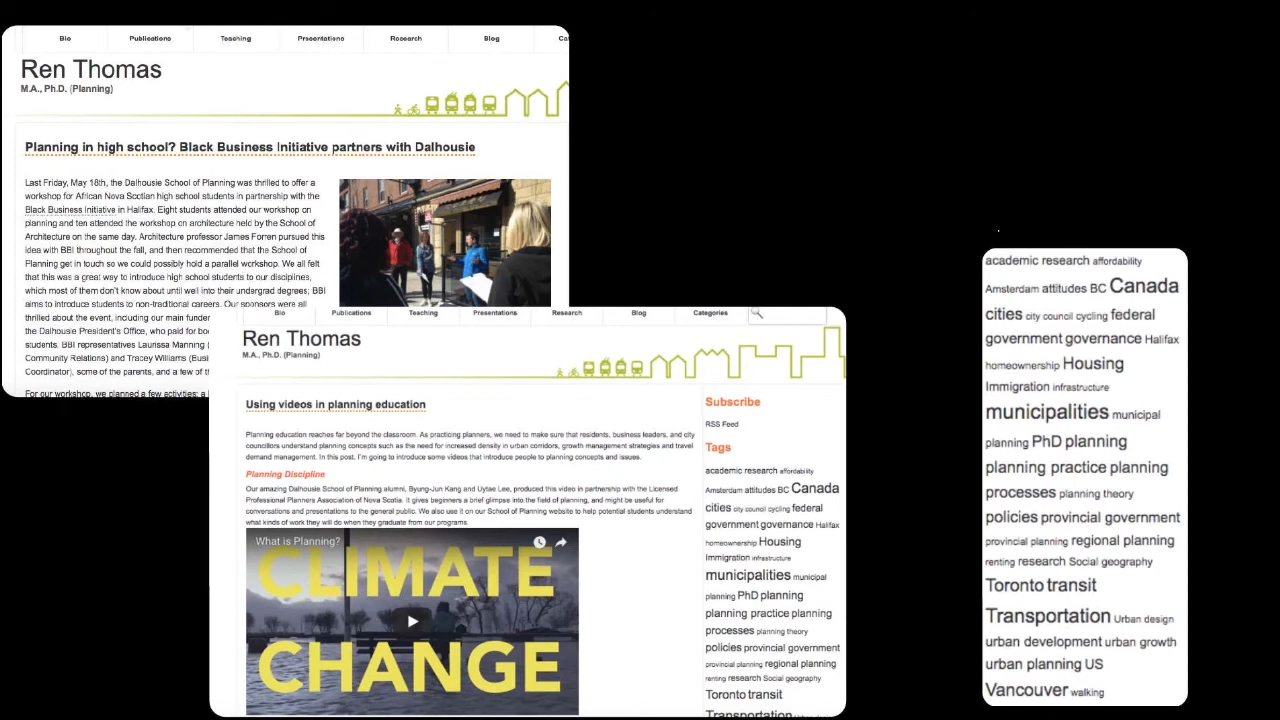 Bio Publications Teaching Presentations Research Blog
Ren Thomas
M.A., Ph.D. (Planning)
Planning in high school? Black Business Initiative partners with Dalhousie
Last Friday, May 18th, the Dalhousie School of Planning was thrilled to offer a
workshop for African Nova Scotian high school students in partnership with the
Black Business Initiative in Halifax. Eight students attended our workshop on
planning and ten attended the workshop on architecture held by the School of
Architecture on the same day. Architecture professor James Forren pursued this
idea with BBI throughout the fall, and then recommended that the School of
Planning get in touch so we could possibly hold a parallel workshop. We all felt
that this was a great way to introduce high school students to our disciplines,
which most of them don't know about until well into their undergrad degrees; BBI
aims to introduce students to non-traditional careers. Our sponsors were all
thrilled about the event, including our main funder
the Dalhousie President's Office, who paid for
students. BBI representatives Laurissa Manning (
Community Relations) and Tracey Williams
Coordinator), some of the parents, and a few of
For our workshop, we planned a few activities: a
Bio Publications Teaching Presentations Research Blog Categories
Ren Thomas
M.A., Ph.D. (Planning)
Using videos in planning education
Planning education reaches far beyond the classroom. As practicing planners, we need to make sure that residents, business leaders, and city
councillors understand planning concepts such as the need for increased density in urban corridors, growth management strategies and travel
demand management. In this post, I'm going to introduce some videos that introduce people to planning concepts and issues.
Planning Discipline
Our amazing Dalhousie School of Planning alumni, Byung-Jun Kang and Uytae Lee, produced this video in partnership with the Licensed
Professional Planners Association of Nova Scotia. It gives beginners a brief glimpse into the field of planning, and might be useful for
conversations and presentations to the general public. We also use it on our School of Planning website to help potential students understand
what kinds of work they will do when they graduate from our programs.
What is Planning?
CLIMATE
CHANGE
Subscribe
RSS Feed
Tags
academic research affordability
Amsterdam attitudes BC Canada
cities city council cycling federal
government governance Halifax
homeownership Housing
Immigration infrastructure
municipalities municipal
planning PhD planning
planning practice planning
processes planning theory
policies provincial government
provincial planning regional planning
renting research Social geography
Toronto transit
Transportation
academic research affordability
Amsterdam attitudes BC Canada
cities city council cycling federal
government governance Halifax
homeownership Housing
Immigration infrastructure
municipalities municipal
planning PhD planning
planning practice planning
processes planning theory
policies provincial government
provincial planning regional planning
renting research Social geography
Toronto transit
Transportation Urban design
urban development urban growth
urban planning US
Vancouver walking